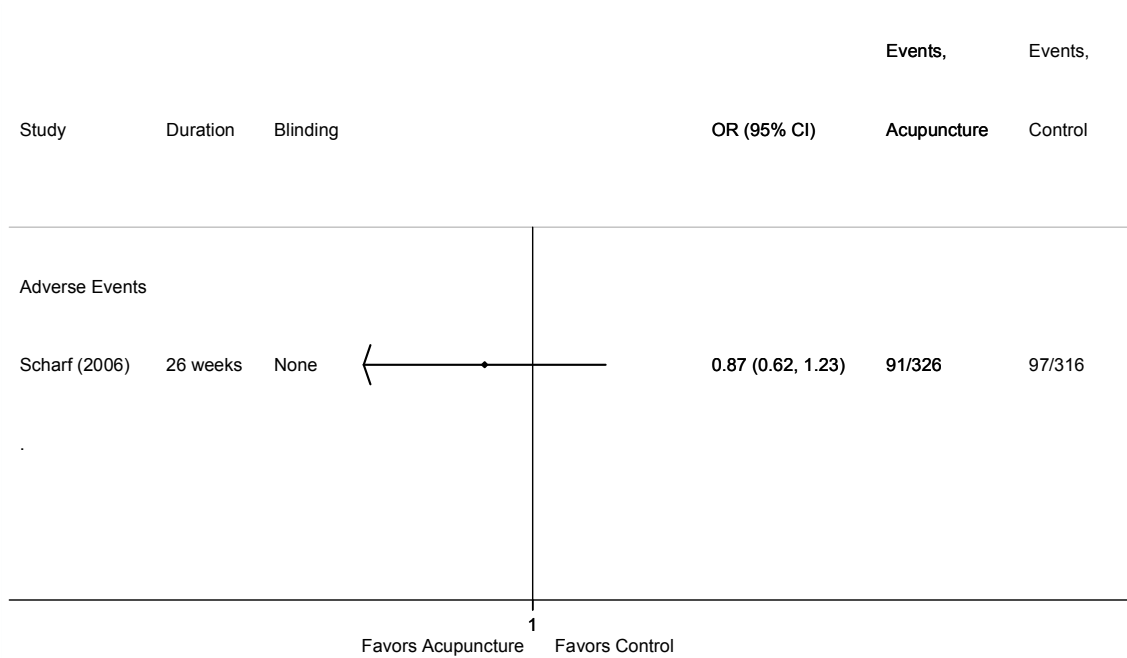 Events, Events,
Study Duration Blinding OR (95% CI) Acupuncture Control
Adverse Events
Scharf (2006) 26 weeks None 0.87 (0.62, 1.23) 91/326 97/316
.
1
Favors Acupuncture Favors Control